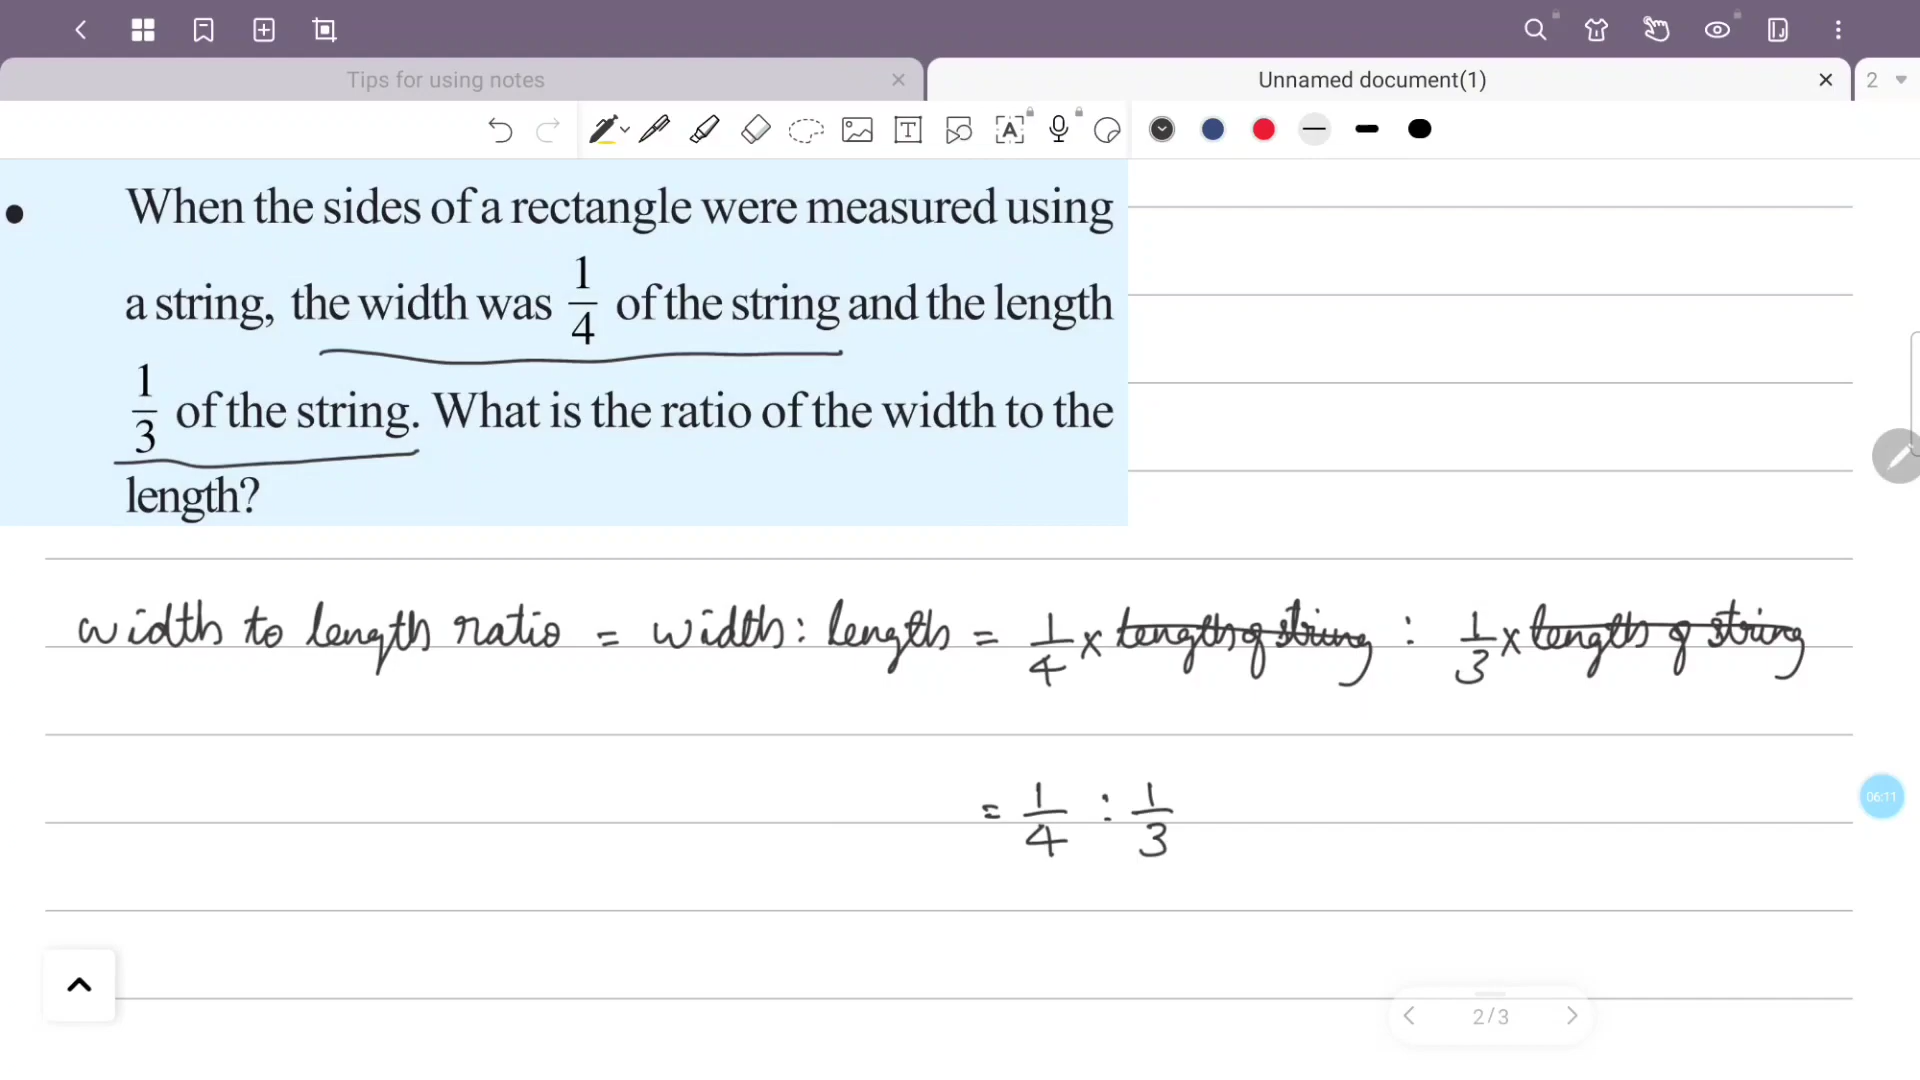 Tips for using notes
Unnamed document(1)
2
When the sides of a rectangle were measured using
a string, the width was 1/4 of the string and the length
1/3 of the string. What is the ratio of the width to the
length?
width to length ratio = width : length = 1/4 x length of string : 1/3 x length of string
= 1/4 : 1/3
06:11
2/3